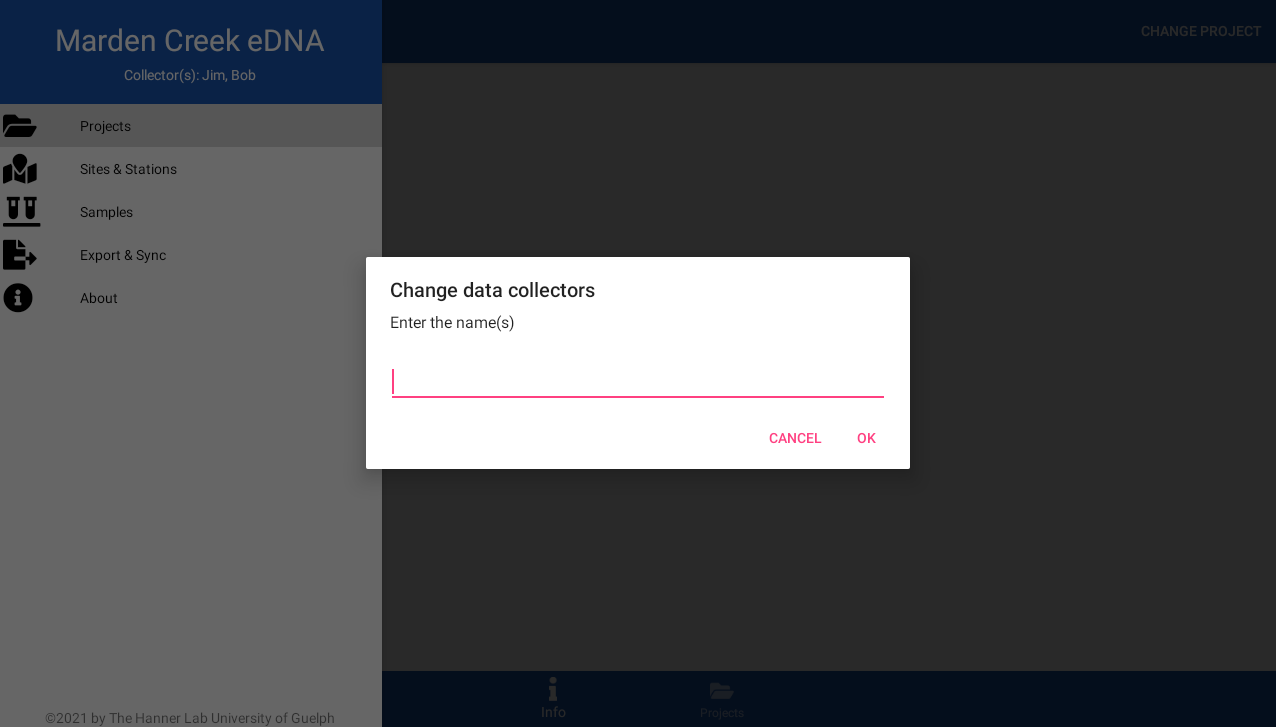 Marden Creek eDNA
Collector(s): Jim, Bob
CHANGE PROJECT
Projects
Sites & Stations
Samples
Export & Sync
About
Change data collectors
Enter the name(s)
CANCEL OK
©2021 by The Hanner Lab University of Guelph
Info
Projects